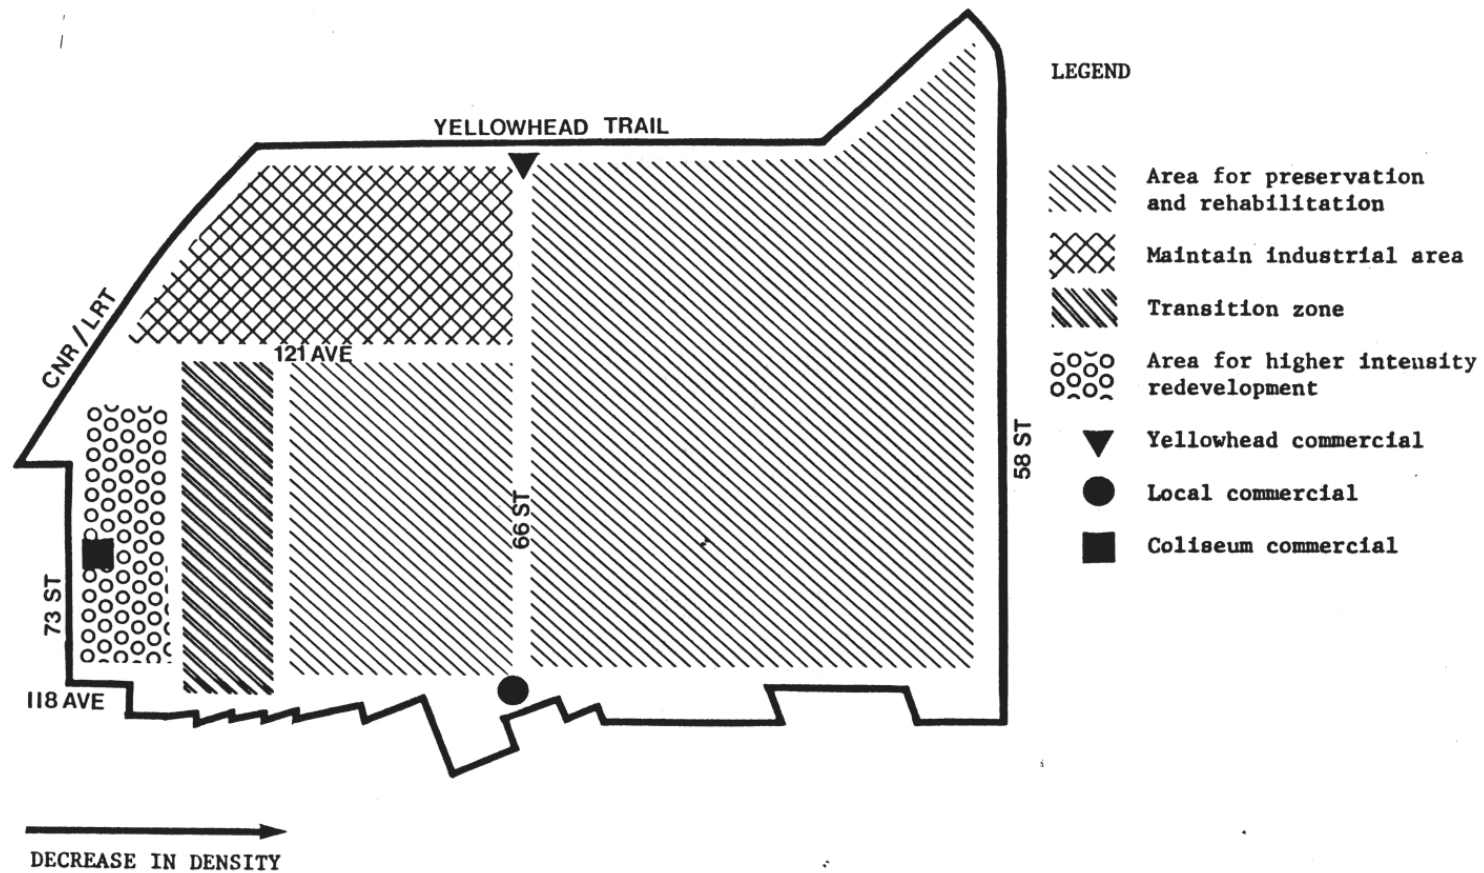 YELLOWHEAD TRAIL
CNR/LRT
121 AVE
66 ST
58 ST
73 ST
118 AVE
DECREASE IN DENSITY
LEGEND
Area for preservation
and rehabilitation
Maintain industrial area
Transition zone
Area for higher intensity
redevelopment
Yellowhead commercial
Local commercial
Coliseum commercial